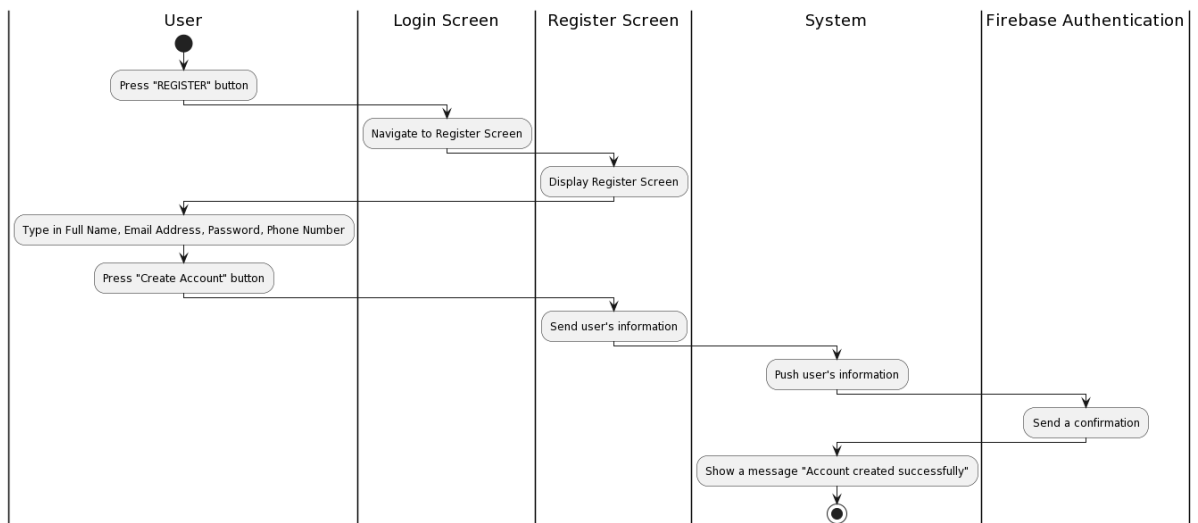 User
Login Screen
Register Screen
System
Firebase Authentication
Press "REGISTER" button
Navigate to Register Screen
Display Register Screen
Type in Full Name, Email Address, Password, Phone Number
Press "Create Account" button
Send user's information
Push user's information
Send a confirmation
Show a message "Account created successfully"